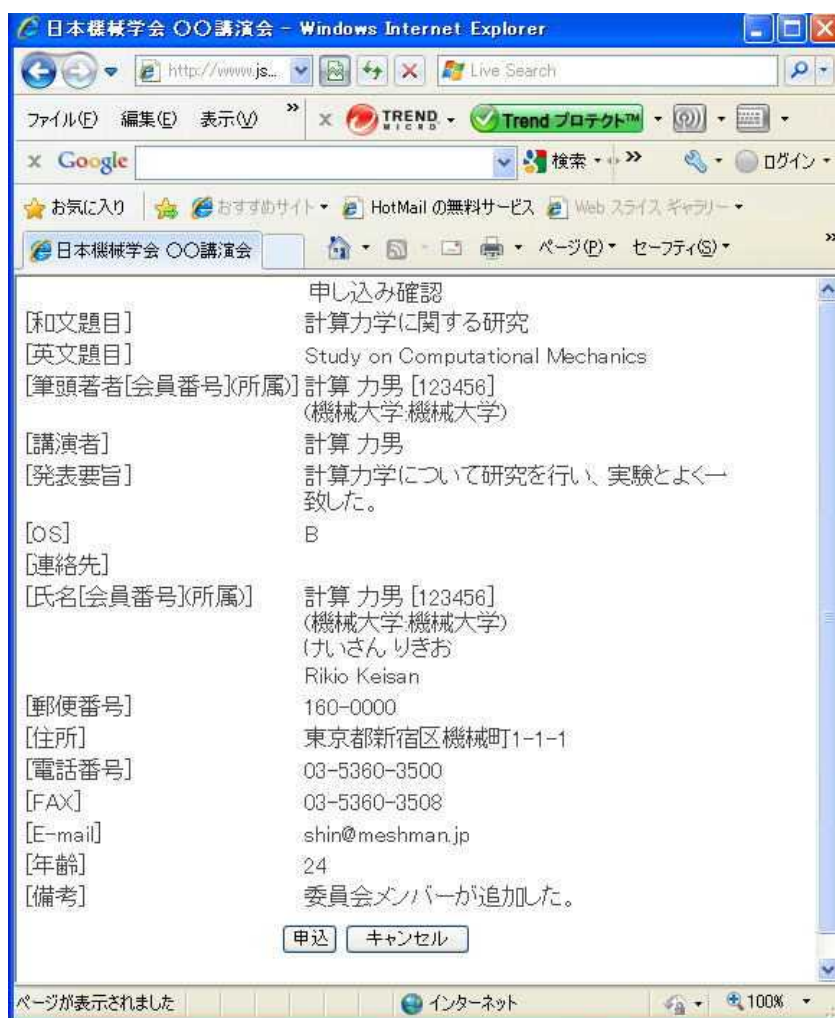 日本機械学会 〇〇講演会 - Windows Internet Explorer
http://www.js... Live Search
ファイル(F) 編集(E) 表示(V) » x TREND MICRO Trend プロテクト™
x Google 検索 » ログイン
お気に入り おすすめサイト HotMail の無料サービス Web スライス ギャラリー
日本機械学会 〇〇講演会 ページ(P) セーフティ(S) »
申し込み確認
[和文題目] 計算力学に関する研究
[英文題目] Study on Computational Mechanics
[筆頭著者[会員番号](所属)] 計算 力男 [123456]
(機械大学:機械大学)
[講演者] 計算 力男
[発表要旨] 計算力学について研究を行い、実験とよく一
致した。
[OS] B
[連絡先]
[氏名[会員番号](所属)] 計算 力男 [123456]
(機械大学:機械大学)
けいさん りきお
Rikio Keisan
[郵便番号] 160-0000
[住所] 東京都新宿区機械町1-1-1
[電話番号] 03-5360-3500
[FAX] 03-5360-3508
[E-mail] shin@meshman.jp
[年齢] 24
[備考] 委員会メンバーが追加した。
申込 キャンセル
ページが表示されました インターネット 100%